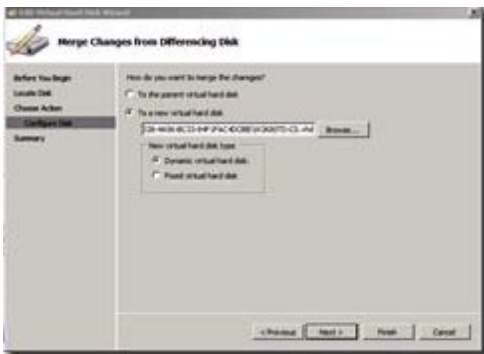 Edit Virtual Hard Disk Wizard
Merge Changes from Differencing Disk
Before You Begin
Locate Disk
Choose Action
Configure Disk
Summary
How do you want to merge the changes?
To the parent virtual hard disk
To a new virtual hard disk
Browse...
New virtual hard disk type
Dynamic virtual hard disk
Fixed virtual hard disk
< Previous
Next >
Finish
Cancel